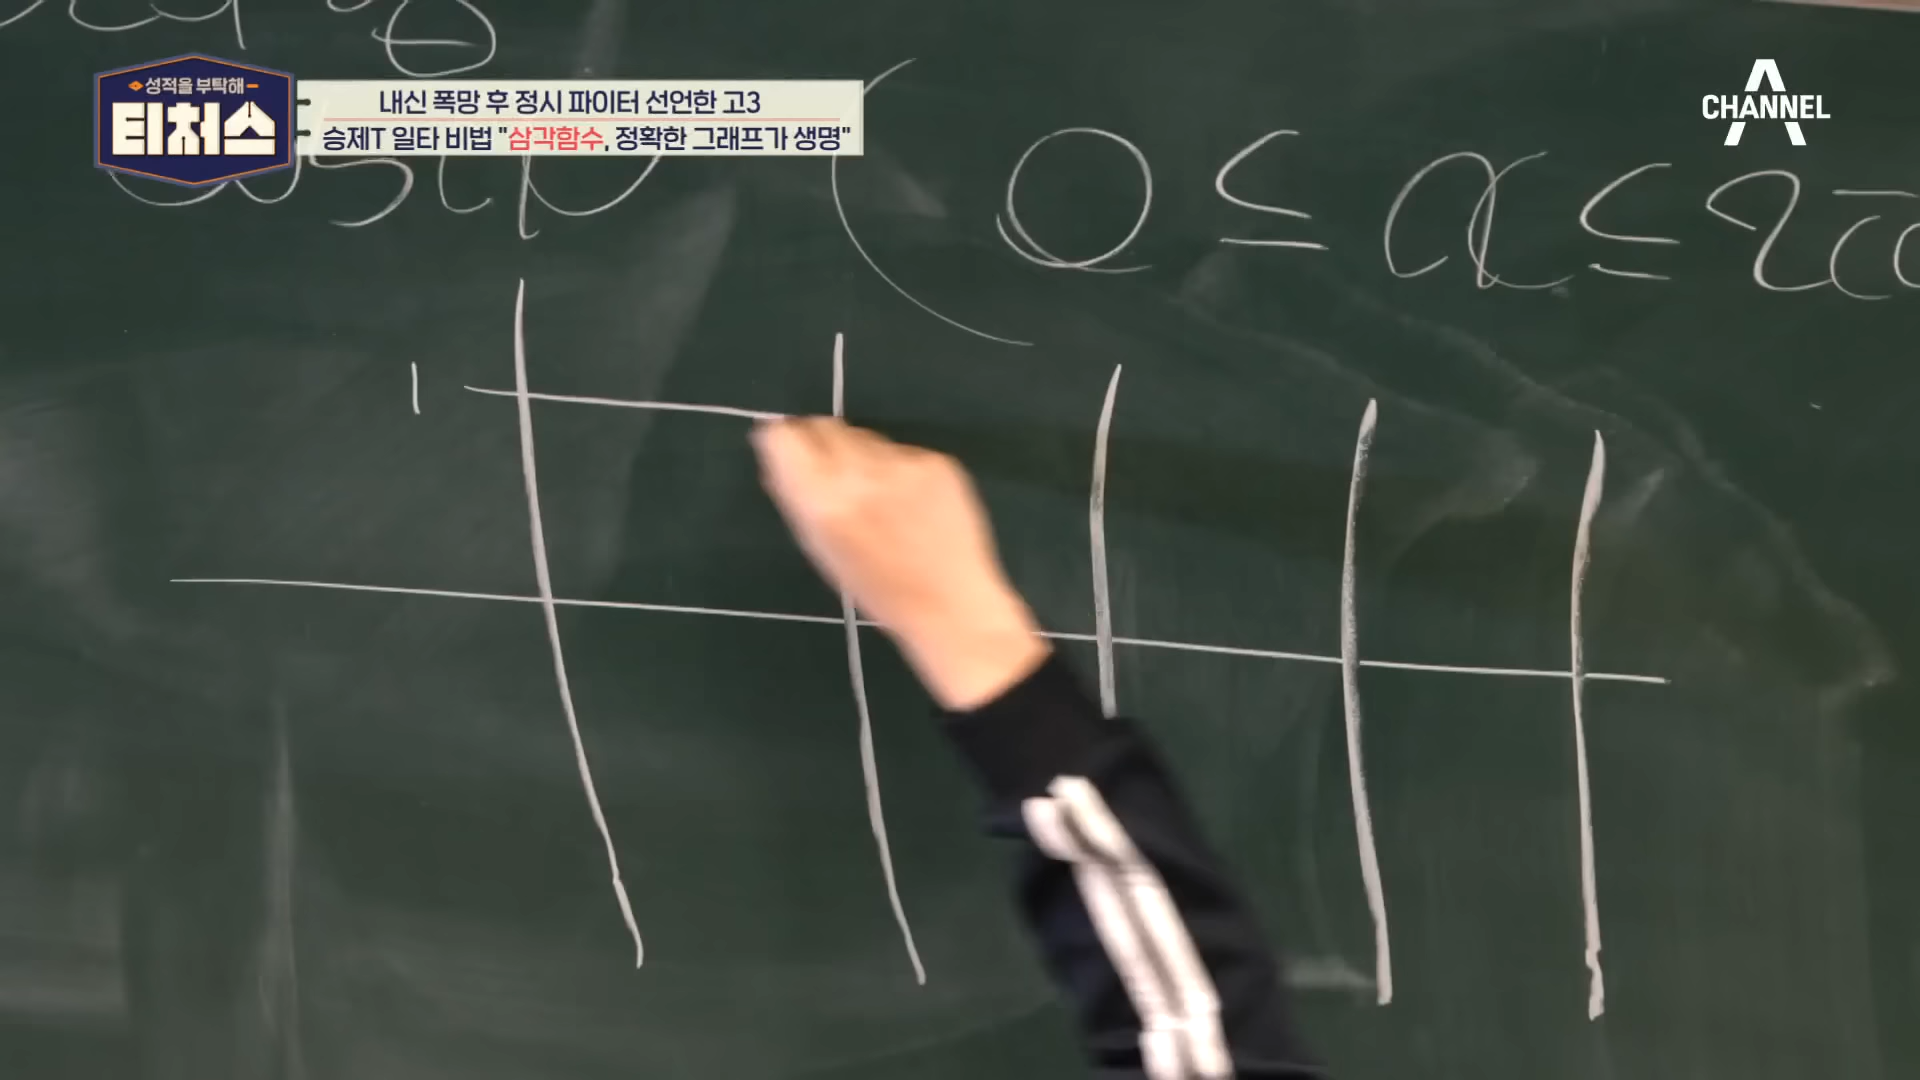 성적을 부탁해
티처스
내신 폭망 후 정시 파이터 선언한 고3
승제T 일타 비법 "삼각함수, 정확한 그래프가 생명"
CHANNEL A
(0 ≤ x ≤ 2π
1